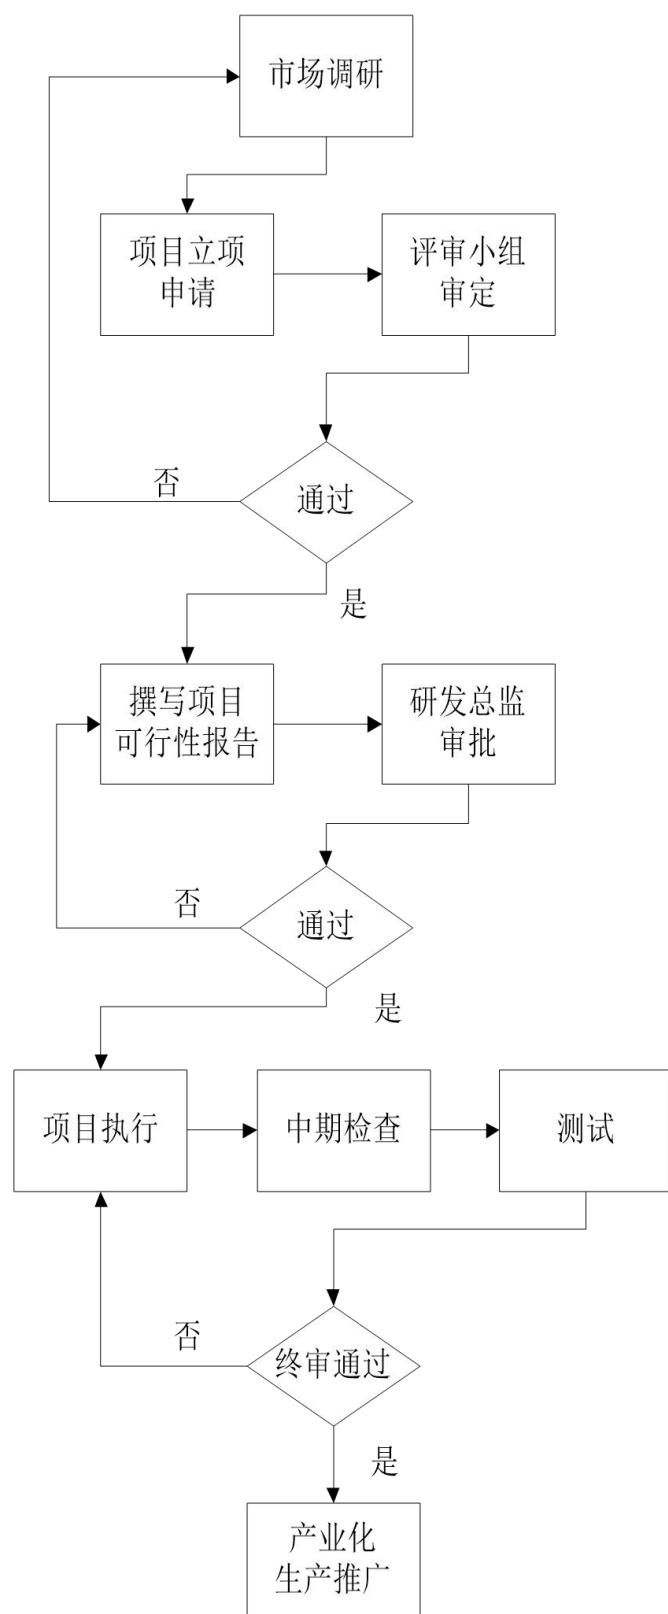 市场调研
项目立项
申请
评审小组
审定
否
通过
是
撰写项目
可行性报告
研发总监
审批
否
通过
是
项目执行
中期检查
测试
否
终审通过
是
产业化
生产推广